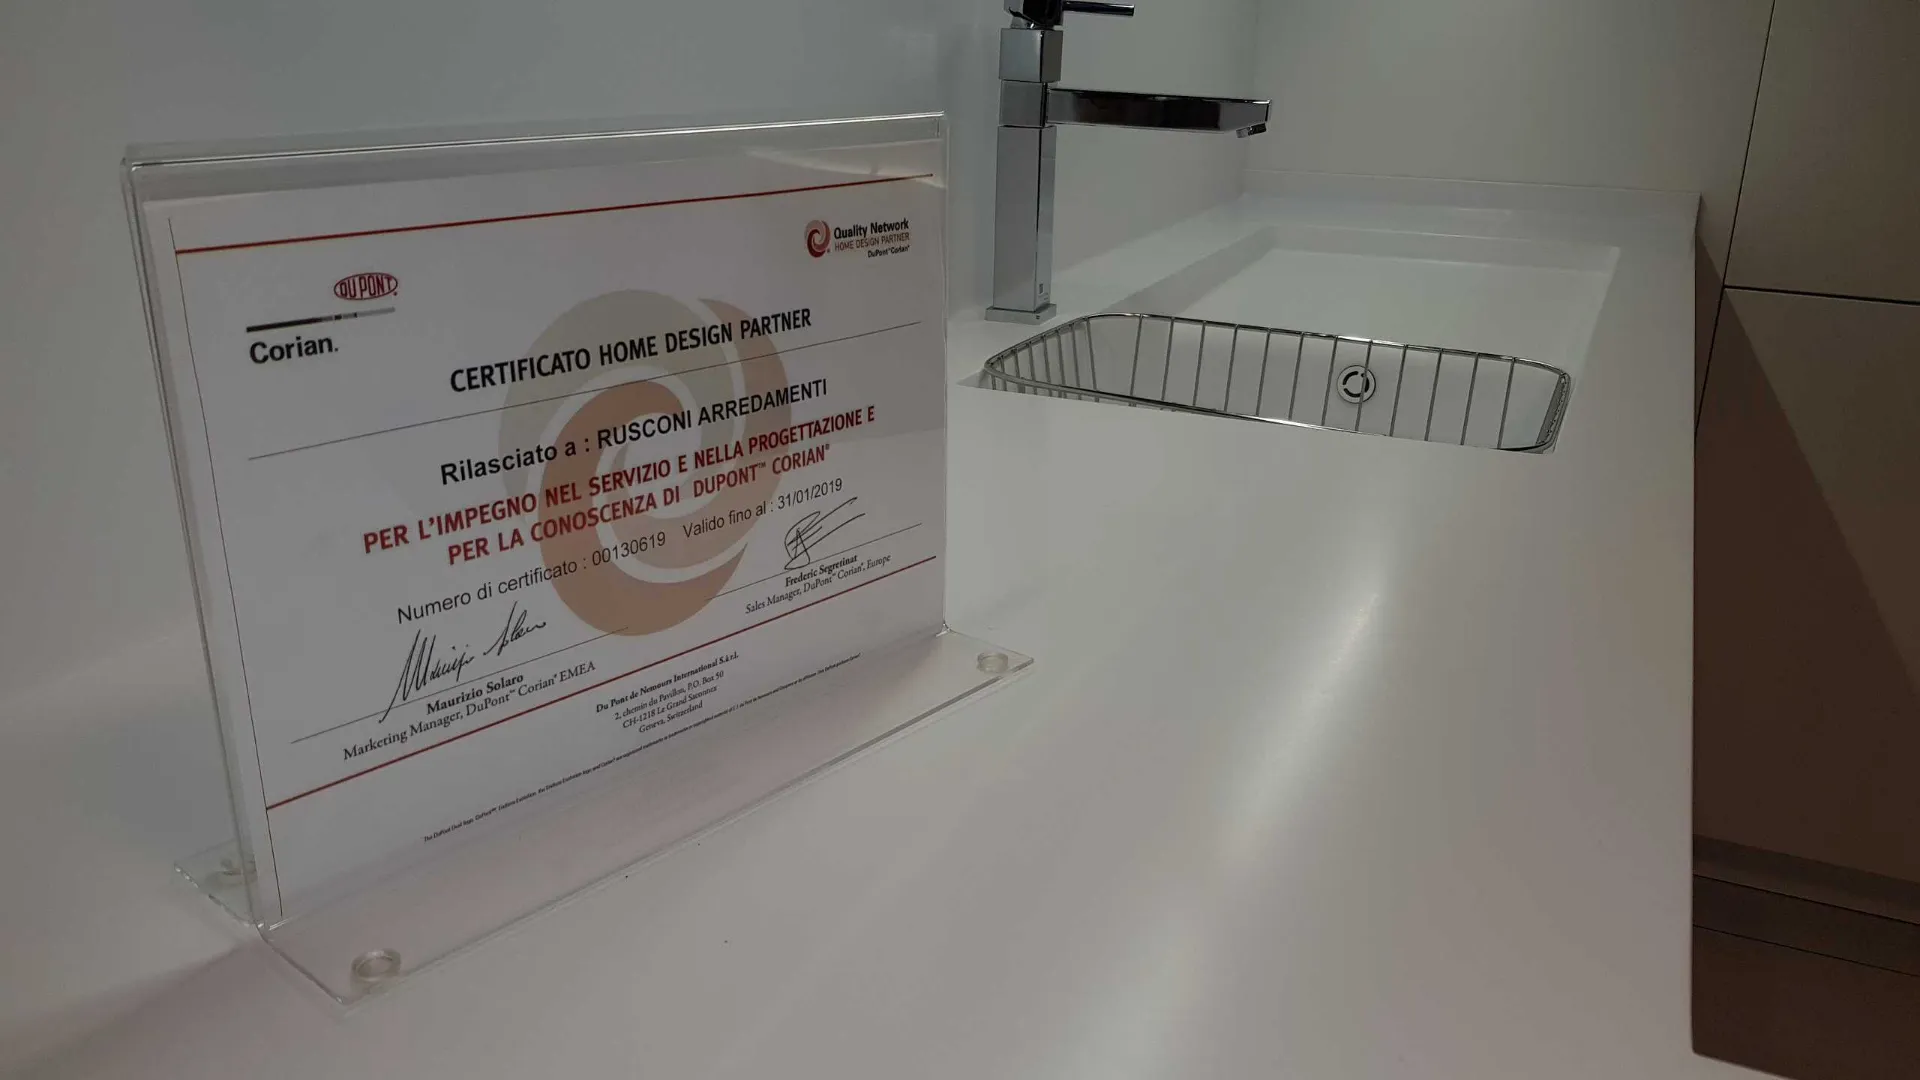 DU PONT
Corian.
Quality Network
HOME DESIGN PARTNER
DuPont™ Corian®
CERTIFICATO HOME DESIGN PARTNER
Rilasciato a : RUSCONI ARREDAMENTI
PER L'IMPEGNO NEL SERVIZIO E NELLA PROGETTAZIONE E
PER LA CONOSCENZA DI DUPONT™ CORIAN®
Numero di certificato : 00130619 Valido fino al : 31/01/2019
Maurizio Solaro
Marketing Manager, DuPont™ Corian® EMEA
Frederic Segretinat
Sales Manager, DuPont™ Corian®, Europe
Du Pont de Nemours International S.à r.l.
2, chemin du Pavillon, P.O. Box 50
CH-1218 Le Grand Saconnex
Geneva, Switzerland